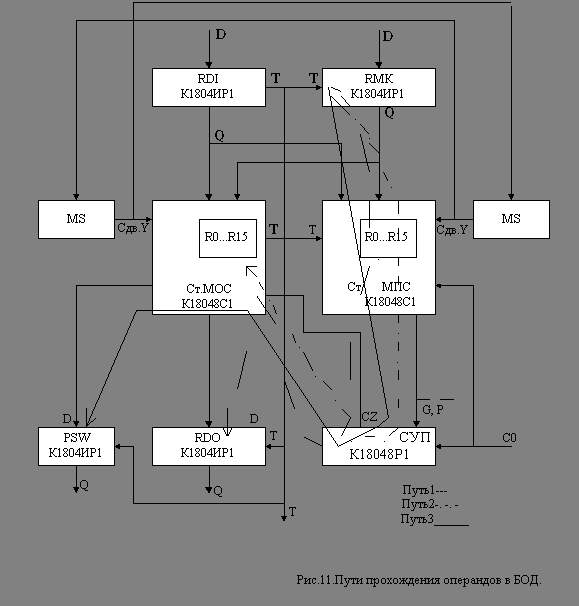 D
D
RDI
К1804ИР1
T
T
RMK
К1804ИР1
Q
Q
MS
Сдв.Y
R0...R15
T
T
R0...R15
Сдв.Y
MS
Ст.МОС
К18048С1
Ст
МПС
К18048С1
G, P
D
D
CZ
PSW
К1804ИР1
RDO
К1804ИР1
T
СУП
К18048Р1
C0
Q
Q
T
Путь1---
Путь2-. -. -
Путь3_____
Рис.11.Пути прохождения операндов в БОД.